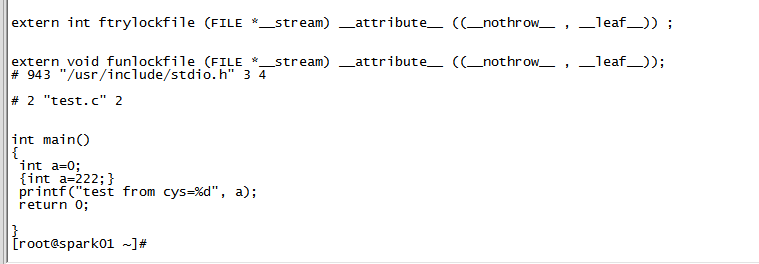 extern int ftrylockfile (FILE *__stream) __attribute__ ((__nothrow__ , __leaf__)) ;
extern void funlockfile (FILE *__stream) __attribute__ ((__nothrow__ , __leaf__));
# 943 "/usr/include/stdio.h" 3 4
# 2 "test.c" 2
int main()
{
int a=0;
{int a=222;}
printf("test from cys=%d", a);
return 0;
}
[root@spark01 ~]#